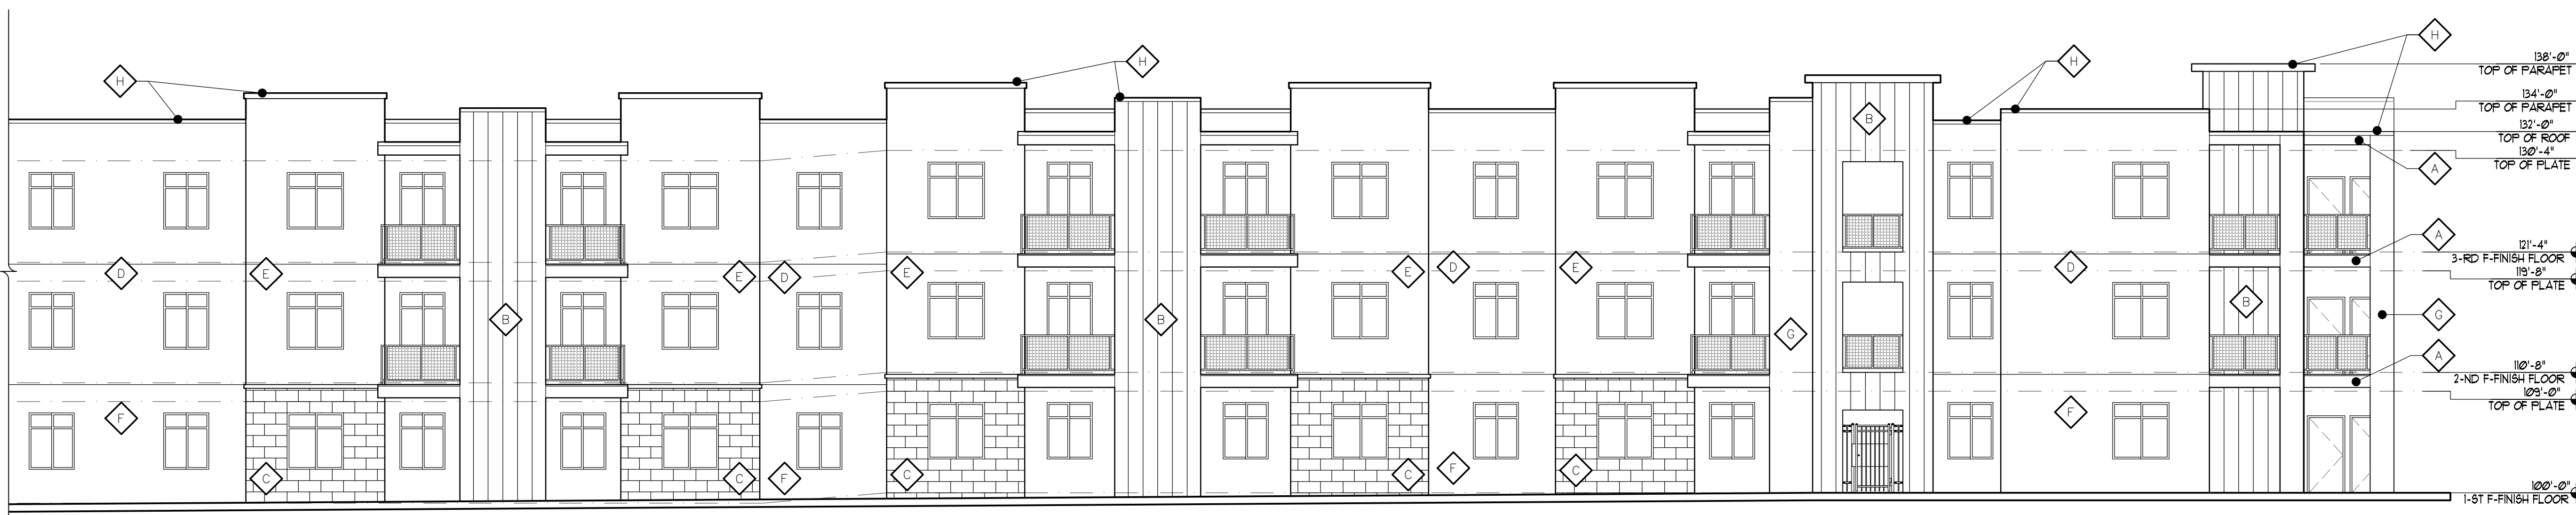 H
H
H
H
138'-0"
TOP OF PARAPET
134'-0"
TOP OF PARAPET
B
132'-0"
TOP OF ROOF
130'-4"
TOP OF PLATE
A
A
121'-4"
3-RD F-FINISH FLOOR
D
E
E
D
E
E
D
E
D
119'-8"
TOP OF PLATE
B
B
B
G
G
A
110'-8"
2-ND F-FINISH FLOOR
109'-0"
TOP OF PLATE
F
F
C
C
F
C
C
F
C
100'-0"
1-ST F-FINISH FLOOR